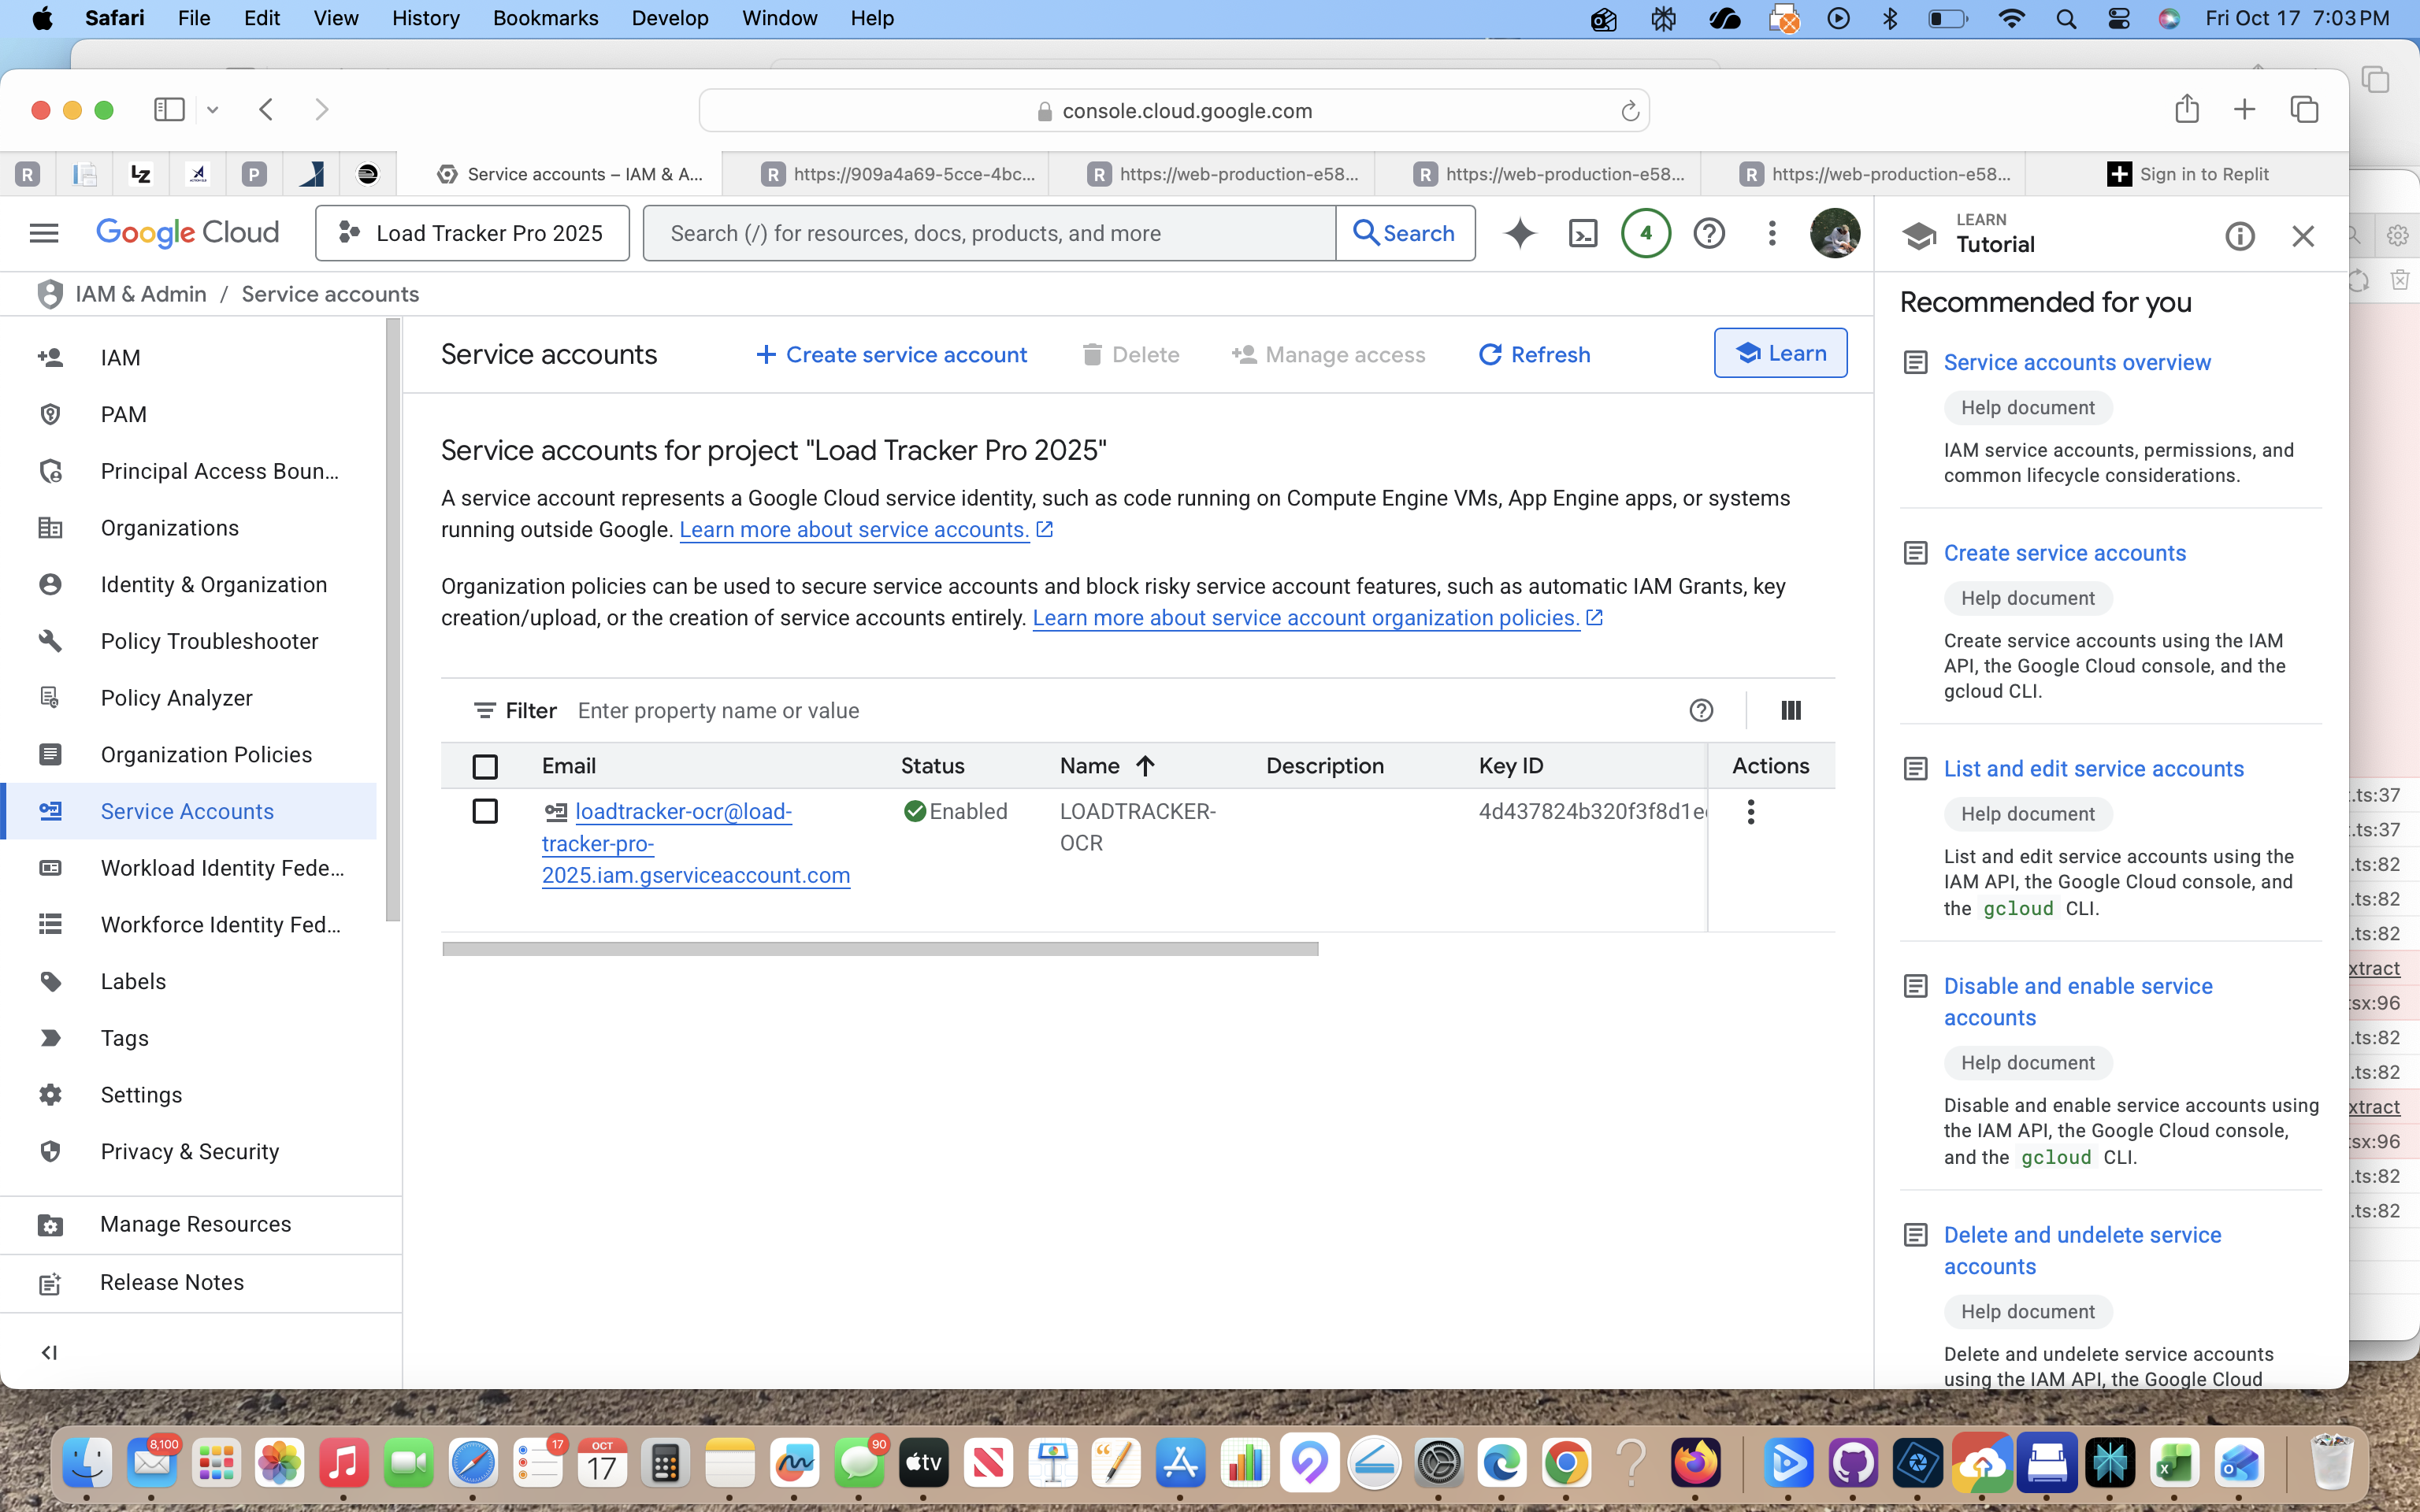 Safari File Edit View History Bookmarks Develop Window Help Fri Oct 17 7:03 PM
console.cloud.google.com
R LZ P Service accounts – IAM & A... R https://909a4a69-5cce-4bc... R https://web-production-e58... R https://web-production-e58... R https://web-production-e58... Sign in to Replit
Google Cloud Load Tracker Pro 2025 Search (/) for resources, docs, products, and more Search 4
LEARN
Tutorial
IAM & Admin / Service accounts
IAM
PAM
Principal Access Boun...
Organizations
Identity & Organization
Policy Troubleshooter
Policy Analyzer
Organization Policies
Service Accounts
Workload Identity Fede...
Workforce Identity Fed...
Labels
Tags
Settings
Privacy & Security
Manage Resources
Release Notes
Service accounts + Create service account Delete Manage access Refresh Learn
Service accounts for project "Load Tracker Pro 2025"
A service account represents a Google Cloud service identity, such as code running on Compute Engine VMs, App Engine apps, or systems
running outside Google. Learn more about service accounts.
Organization policies can be used to secure service accounts and block risky service account features, such as automatic IAM Grants, key
creation/upload, or the creation of service accounts entirely. Learn more about service account organization policies.
Filter Enter property name or value
Email Status Name Description Key ID Actions
loadtracker-ocr@load- Enabled LOADTRACKER- 4d437824b320f3f8d1e
tracker-pro- OCR
2025.iam.gserviceaccount.com
Recommended for you
Service accounts overview
Help document
IAM service accounts, permissions, and
common lifecycle considerations.
Create service accounts
Help document
Create service accounts using the IAM
API, the Google Cloud console, and the
gcloud CLI.
List and edit service accounts
Help document
List and edit service accounts using the
IAM API, the Google Cloud console, and
the gcloud CLI.
Disable and enable service
accounts
Help document
Disable and enable service accounts using
the IAM API, the Google Cloud console,
and the gcloud CLI.
Delete and undelete service
accounts
Help document
Delete and undelete service accounts
using the IAM API, the Google Cloud
.ts:37
.ts:37
.ts:82
.ts:82
.ts:82
xtract
sx:96
.ts:82
.ts:82
xtract
sx:96
.ts:82
.ts:82
8,100 17 OCT 90
17 tv